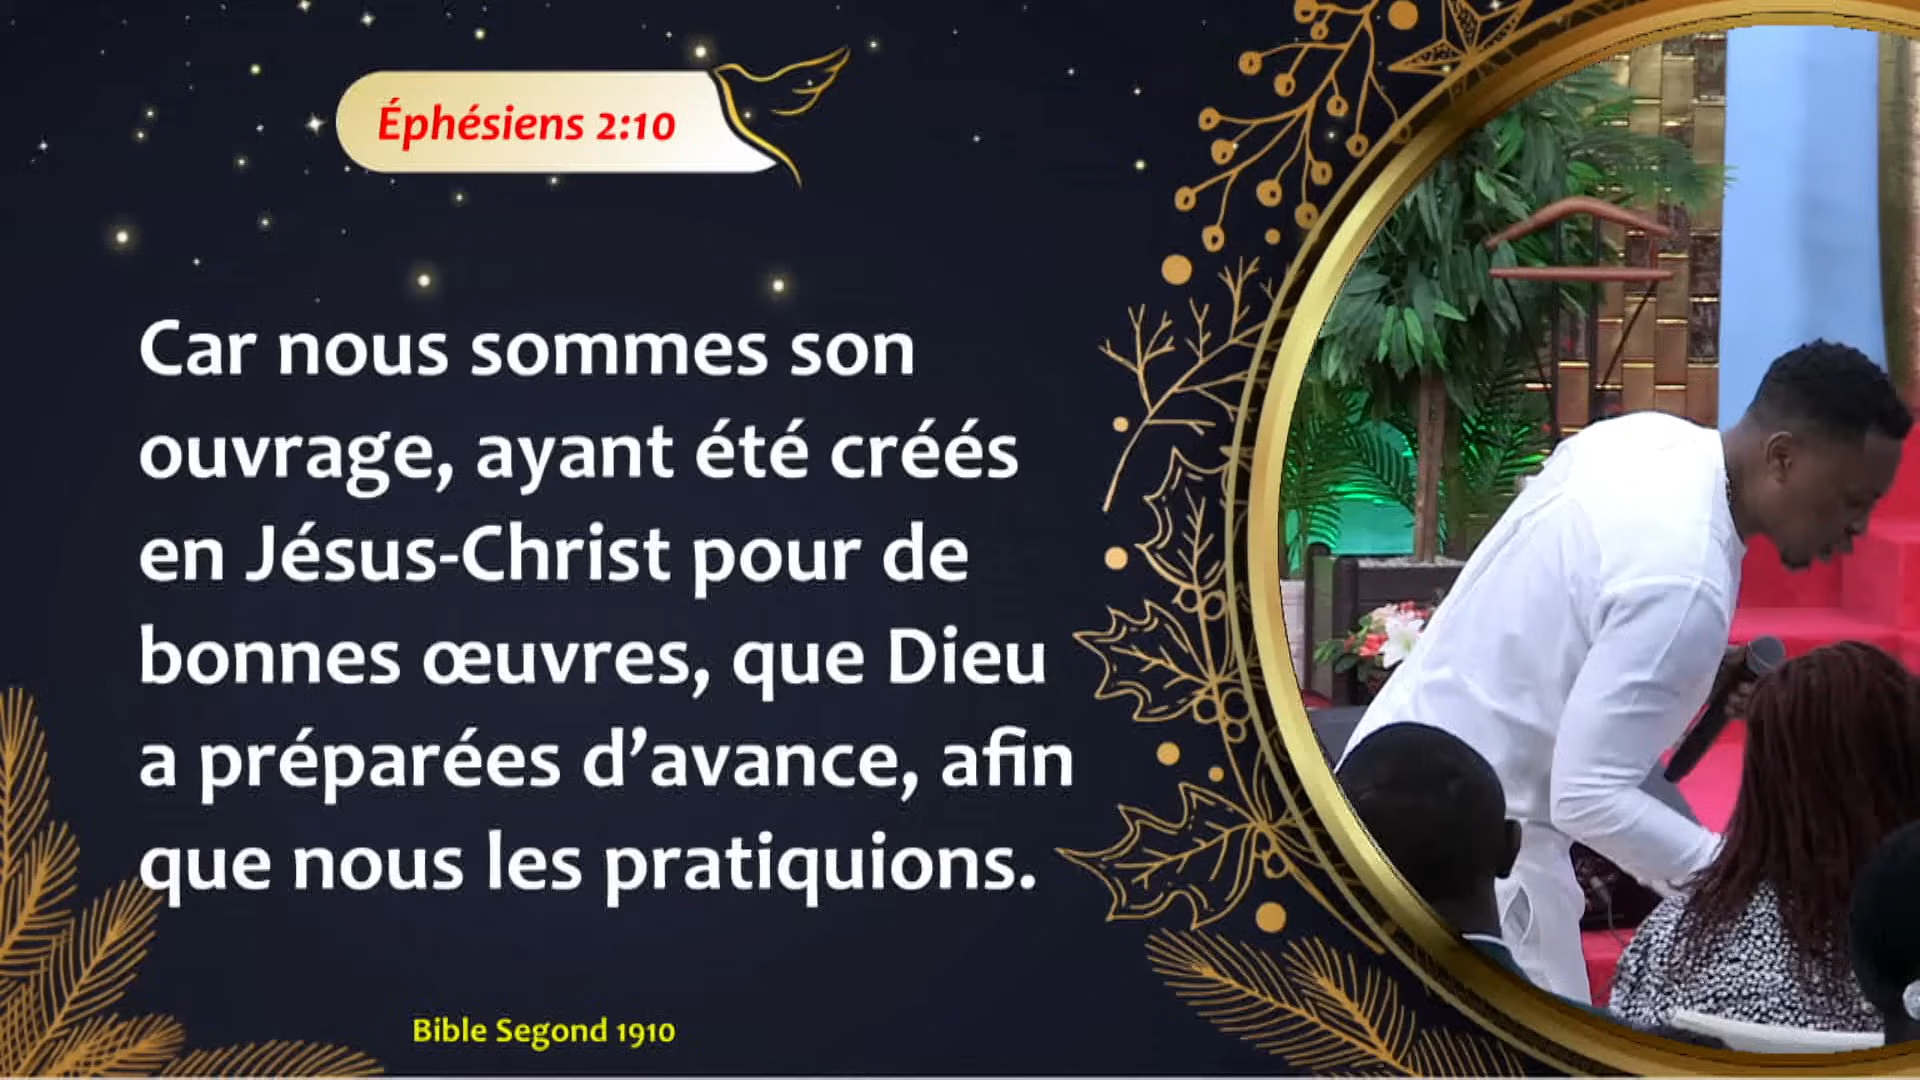 Éphésiens 2:10
Car nous sommes son
ouvrage, ayant été créés
en Jésus-Christ pour de
bonnes œuvres, que Dieu
a préparées d’avance, afin
que nous les pratiquions.
Bible Segond 1910